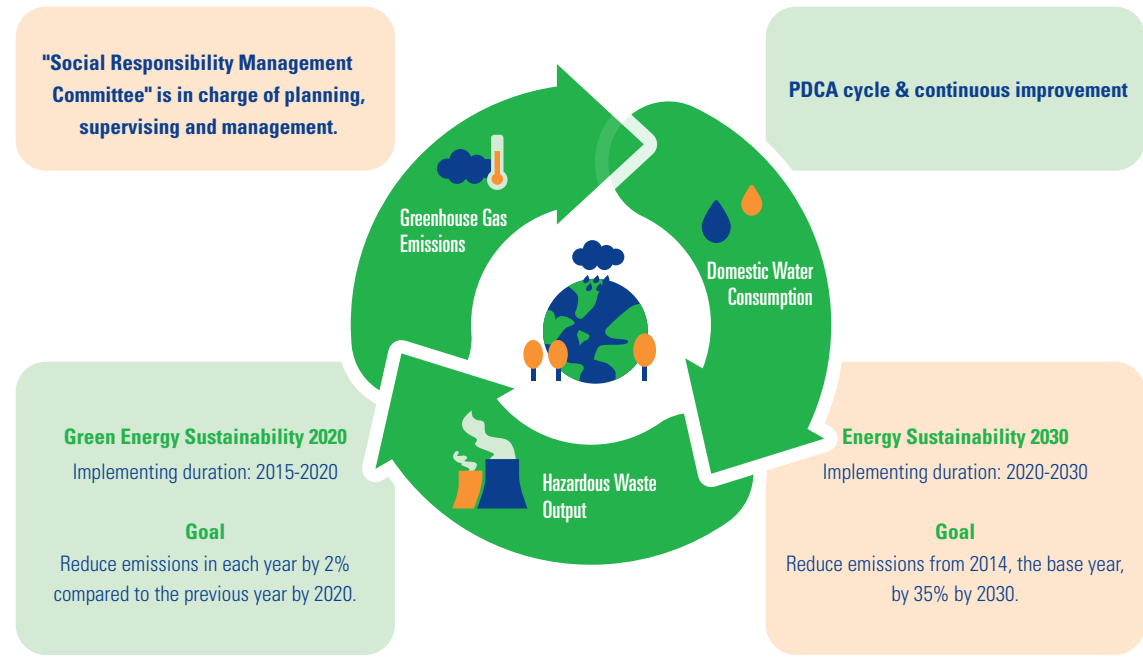 "Social Responsibility Management
Committee" is in charge of planning,
supervising and management.
PDCA cycle & continuous improvement
Greenhouse Gas
Emissions
Domestic Water
Consumption
Hazardous Waste
Output
Green Energy Sustainability 2020
Implementing duration: 2015-2020
Goal
Reduce emissions in each year by 2%
compared to the previous year by 2020.
Energy Sustainability 2030
Implementing duration: 2020-2030
Goal
Reduce emissions from 2014, the base year,
by 35% by 2030.